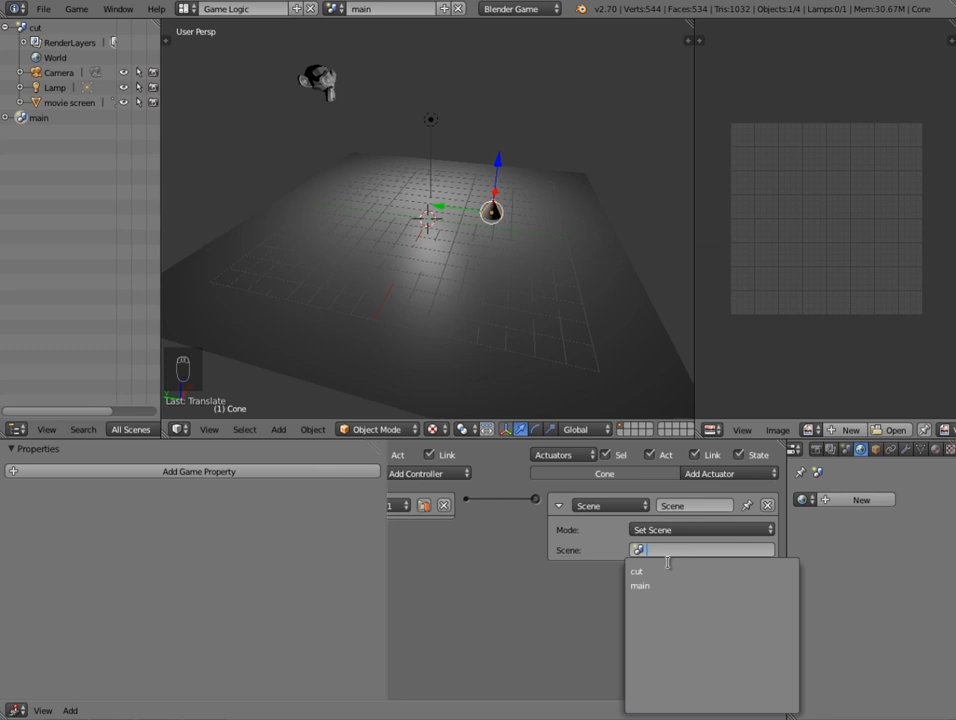 File Game Window Help Game Logic main Blender Game v2.70 | Verts:544 | Faces:534 | Tris:1032 | Objects:1/4 | Lamps:0/1 | Mem:30.67M | Cone
cut
RenderLayers
World
Camera
Lamp
movie screen
main
User Persp
Last: Translate
(1) Cone
View Search All Scenes
View Select Add Object Object Mode Global
View Image New Open
Properties
Add Game Property
Act Link
Add Controller
1
Actuators Sel Act Link State
Cone Add Actuator
Scene Scene
Mode: Set Scene
Scene:
cut
main
New
View Add